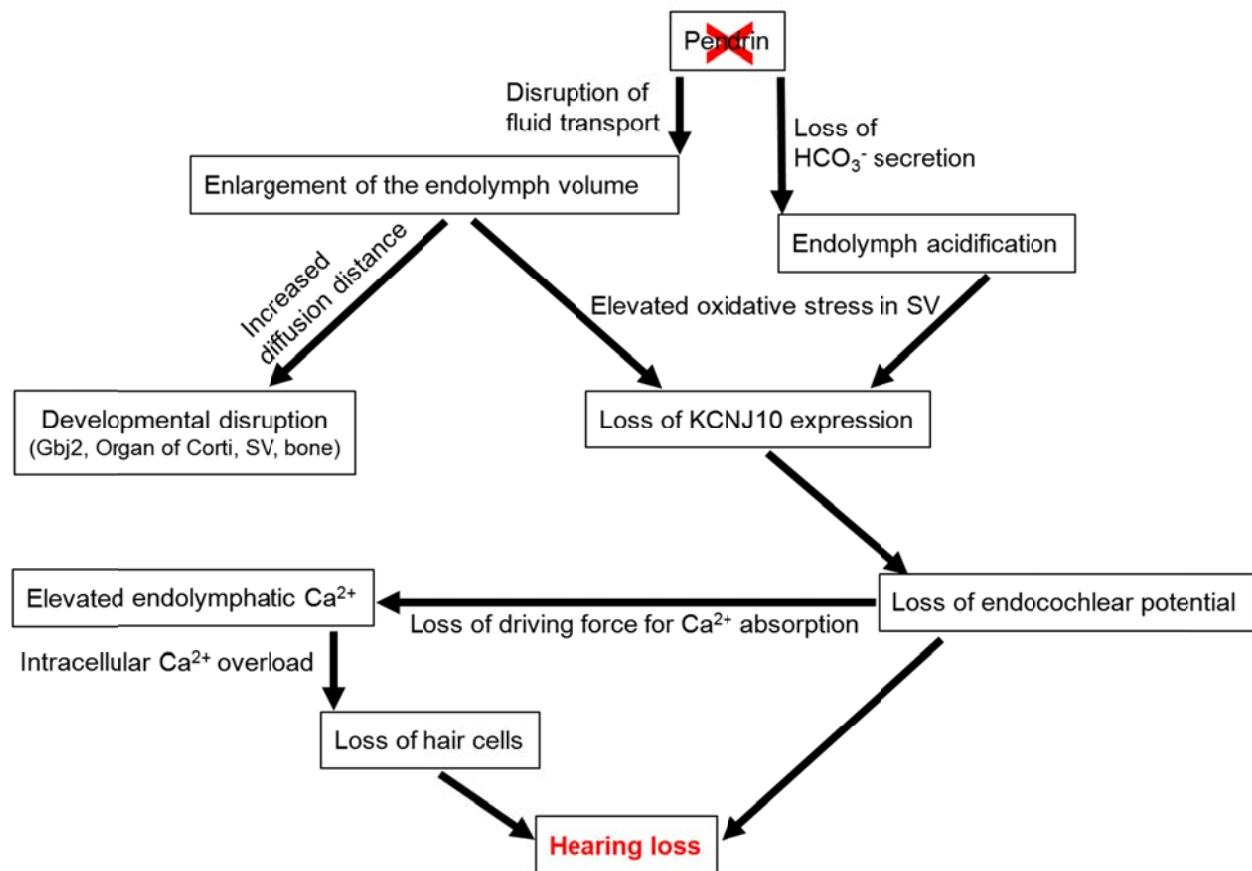 Pendrin
Disruption of
fluid transport
Loss of
HCO₃⁻ secretion
Enlargement of the endolymph volume
Endolymph acidification
Increased
diffusion distance
Elevated oxidative stress in SV
Developmental disruption
(Gbj2, Organ of Corti, SV, bone)
Loss of KCNJ10 expression
Elevated endolymphatic Ca²⁺
Loss of endocochlear potential
Loss of driving force for Ca²⁺ absorption
Intracellular Ca²⁺ overload
Loss of hair cells
Hearing loss